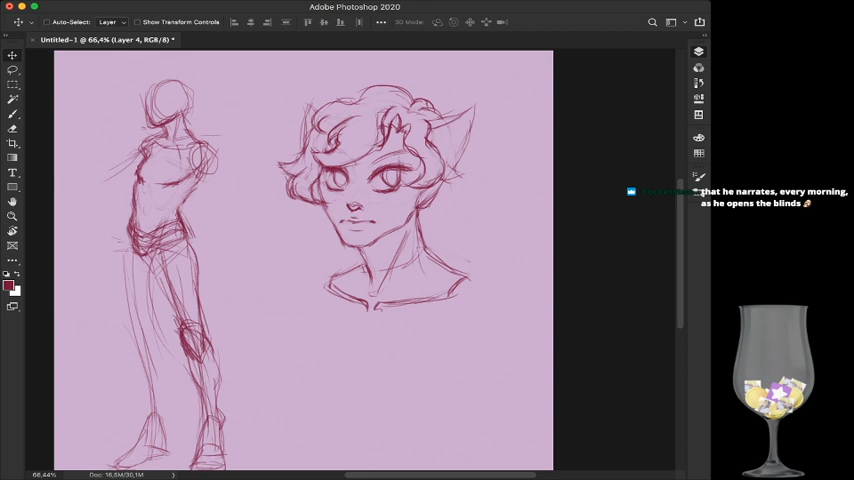 Adobe Photoshop 2020
Auto-Select: Layer Show Transform Controls 3D Mode:
Untitled-1 @ 66,4% (Layer 4, RGB/8) *
that he narrates, every morning,
as he opens the blinds
66,44% Doc: 16,5M/30,1M